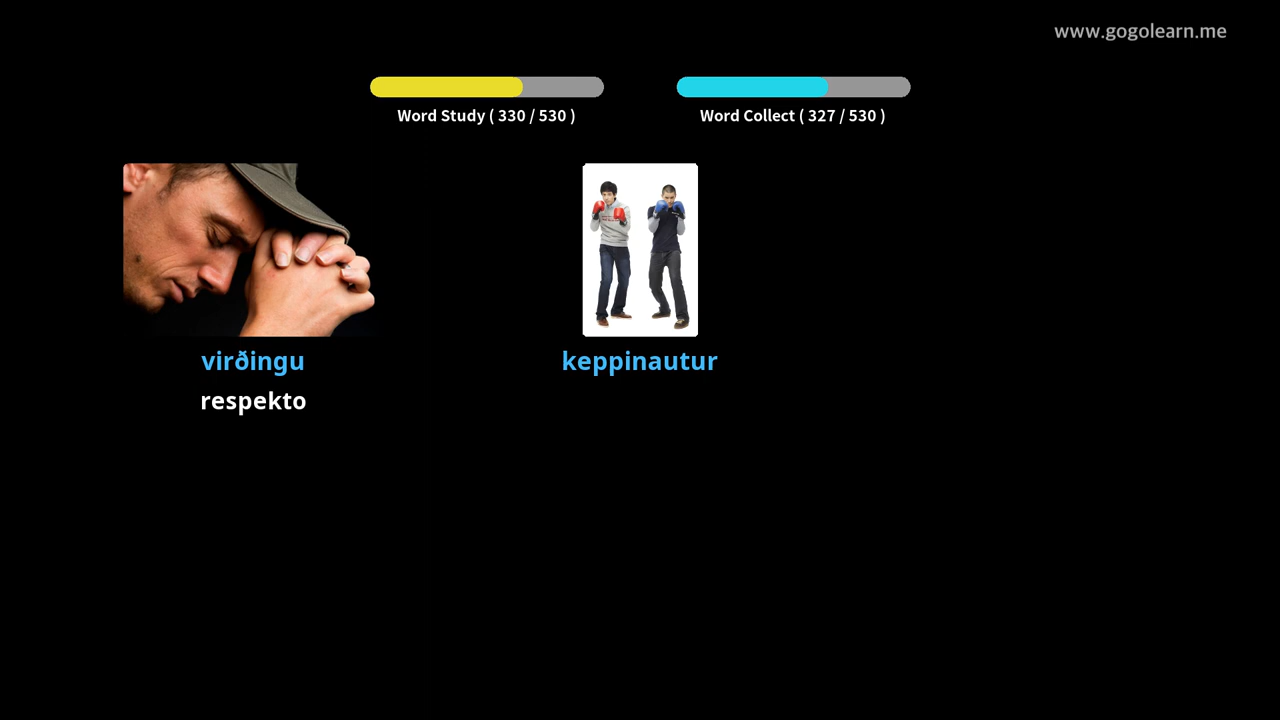 www.gogolearn.me
Word Study ( 330 / 530 )
Word Collect ( 327 / 530 )
virðingu
respekto
keppinautur